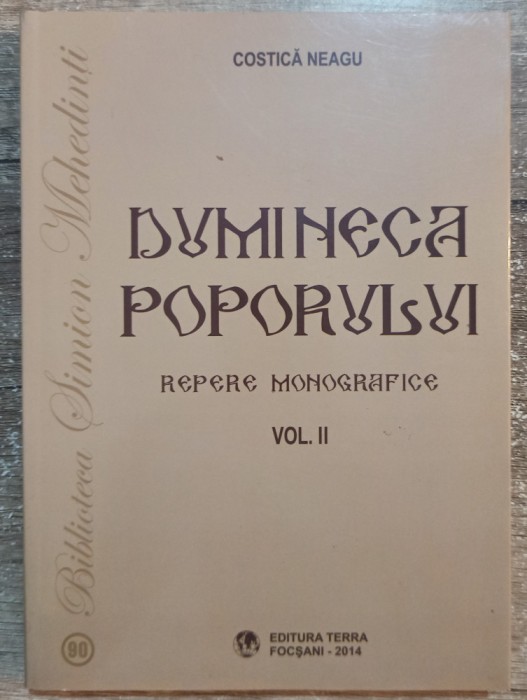 COSTICĂ NEAGU
DUMINECA
POPORULUI
REPERE MONOGRAFICE
VOL. II
Biblioteca Simion Mehedinți
90
EDITURA TERRA
FOCȘANI - 2014